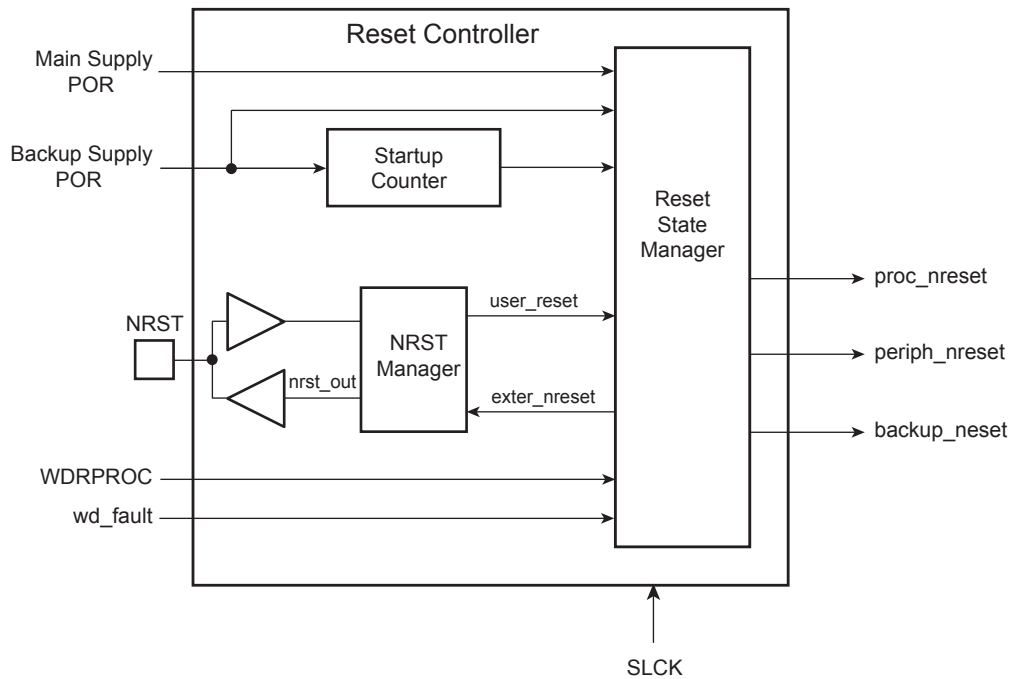 Reset Controller
Main Supply
POR
Backup Supply
POR
Startup
Counter
Reset
State
Manager
NRST
NRST
Manager
user_reset
nrst_out
exter_nreset
proc_nreset
periph_nreset
backup_neset
WDRPROC
wd_fault
SLCK